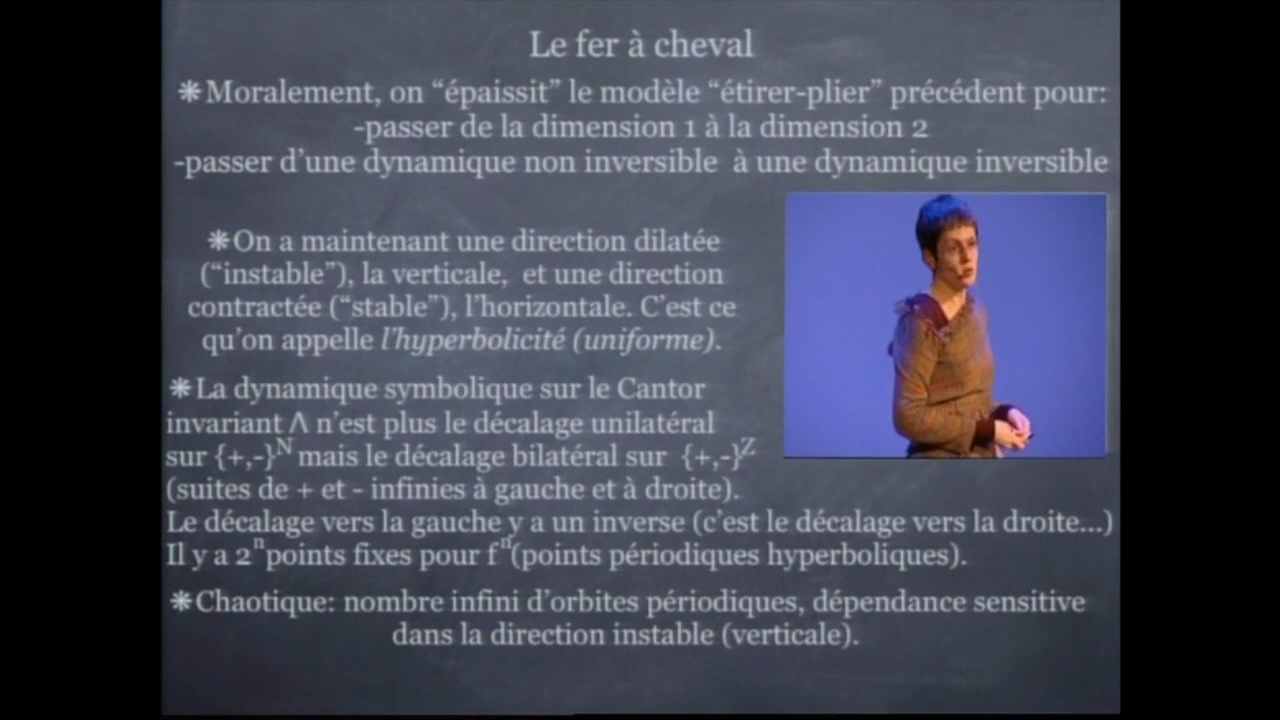 Le fer à cheval
⁕Moralement, on “épaissit” le modèle “étirer-plier” précédent pour:
-passer de la dimension 1 à la dimension 2
-passer d’une dynamique non inversible à une dynamique inversible
⁕On a maintenant une direction dilatée
(“instable”), la verticale, et une direction
contractée (“stable”), l’horizontale. C’est ce
qu’on appelle l’hyperbolicité (uniforme).
⁕La dynamique symbolique sur le Cantor
invariant Λ n’est plus le décalage unilatéral
sur {+,-}^N mais le décalage bilatéral sur {+,-}^Z
(suites de + et - infinies à gauche et à droite).
Le décalage vers la gauche y a un inverse (c’est le décalage vers la droite...)
Il y a 2^n points fixes pour f^n (points périodiques hyperboliques).
⁕Chaotique: nombre infini d’orbites périodiques, dépendance sensitive
dans la direction instable (verticale).